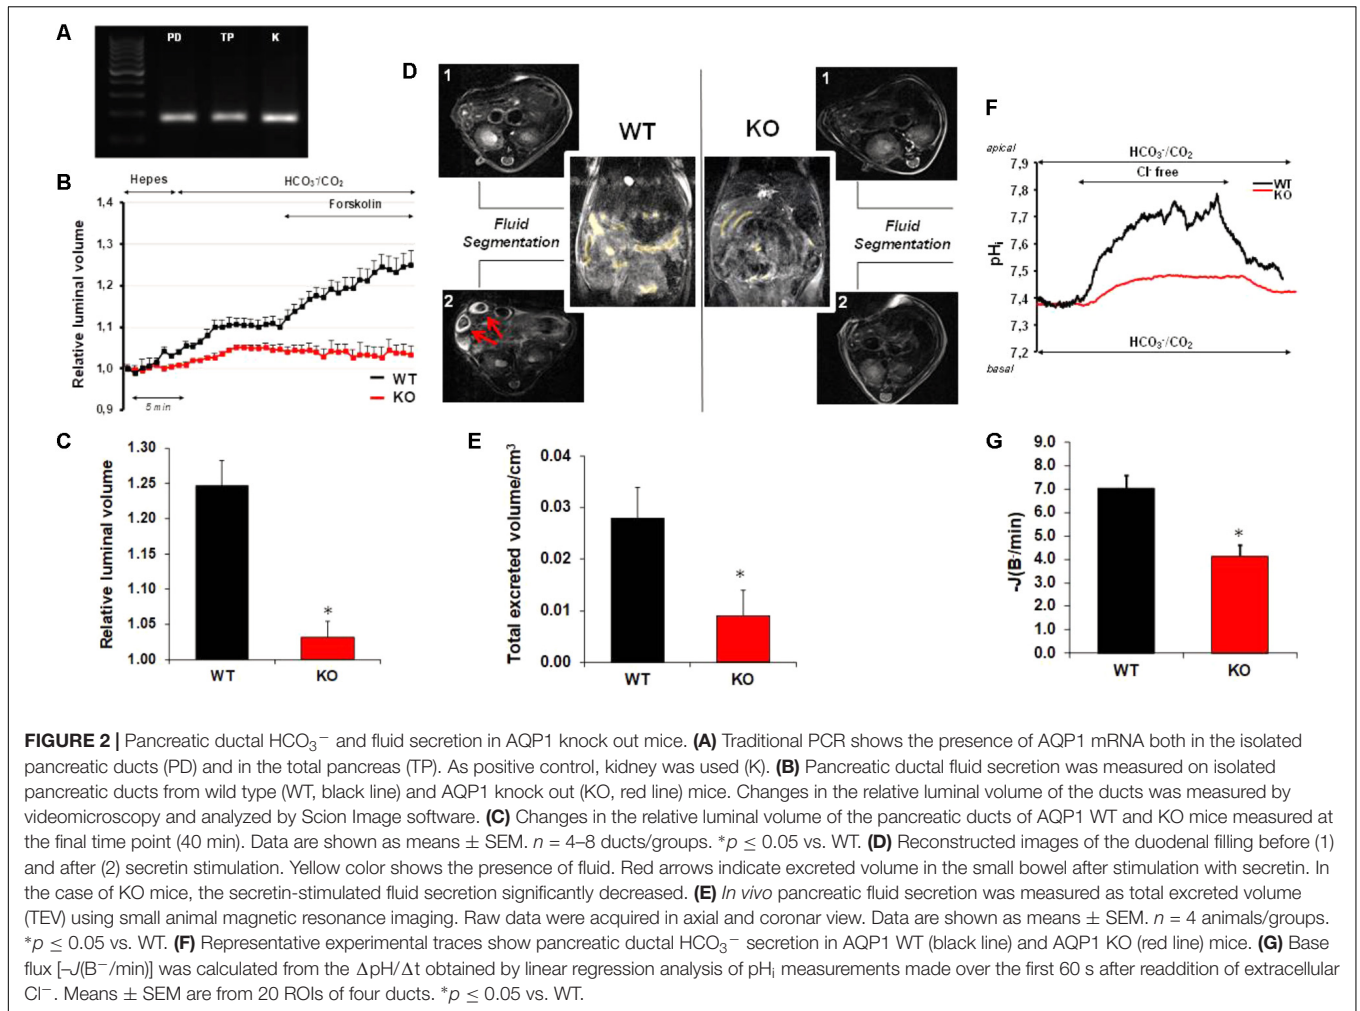 A
PD TP K
B
Hepes
HCO3-/CO2
Forskolin
1,4
1,3
1,2
1,1
1,0
0,9
Relative luminal volume
5 min
WT
KO
C
1.30
1.25
1.20
1.15
1.10
1.05
1.00
Relative luminal volume
*
WT KO
D
1
WT
Fluid
Segmentation
2
KO
1
Fluid
Segmentation
2
E
0.04
0.03
0.02
0.01
0.00
Total excreted volume/cm³
*
WT KO
F
apical
HCO3-/CO2
Cl- free
WT
KO
7,9
7,8
7,7
7,5
7,4
7,3
7,2
pHi
HCO3-/CO2
basal
G
9.0
8.0
7.0
6.0
5.0
4.0
3.0
2.0
1.0
0.0
-J(B-/min)
*
WT KO
FIGURE 2 | Pancreatic ductal HCO3− and fluid secretion in AQP1 knock out mice. (A) Traditional PCR shows the presence of AQP1 mRNA both in the isolated
pancreatic ducts (PD) and in the total pancreas (TP). As positive control, kidney was used (K). (B) Pancreatic ductal fluid secretion was measured on isolated
pancreatic ducts from wild type (WT, black line) and AQP1 knock out (KO, red line) mice. Changes in the relative luminal volume of the ducts was measured by
videomicroscopy and analyzed by Scion Image software. (C) Changes in the relative luminal volume of the pancreatic ducts of AQP1 WT and KO mice measured at
the final time point (40 min). Data are shown as means ± SEM. n = 4–8 ducts/groups. *p ≤ 0.05 vs. WT. (D) Reconstructed images of the duodenal filling before (1)
and after (2) secretin stimulation. Yellow color shows the presence of fluid. Red arrows indicate excreted volume in the small bowel after stimulation with secretin. In
the case of KO mice, the secretin-stimulated fluid secretion significantly decreased. (E) In vivo pancreatic fluid secretion was measured as total excreted volume
(TEV) using small animal magnetic resonance imaging. Raw data were acquired in axial and coronar view. Data are shown as means ± SEM. n = 4 animals/groups.
*p ≤ 0.05 vs. WT. (F) Representative experimental traces show pancreatic ductal HCO3− secretion in AQP1 WT (black line) and AQP1 KO (red line) mice. (G) Base
flux [–J(B−/min)] was calculated from the ΔpH/Δt obtained by linear regression analysis of pHi measurements made over the first 60 s after readdition of extracellular
Cl−. Means ± SEM are from 20 ROIs of four ducts. *p ≤ 0.05 vs. WT.